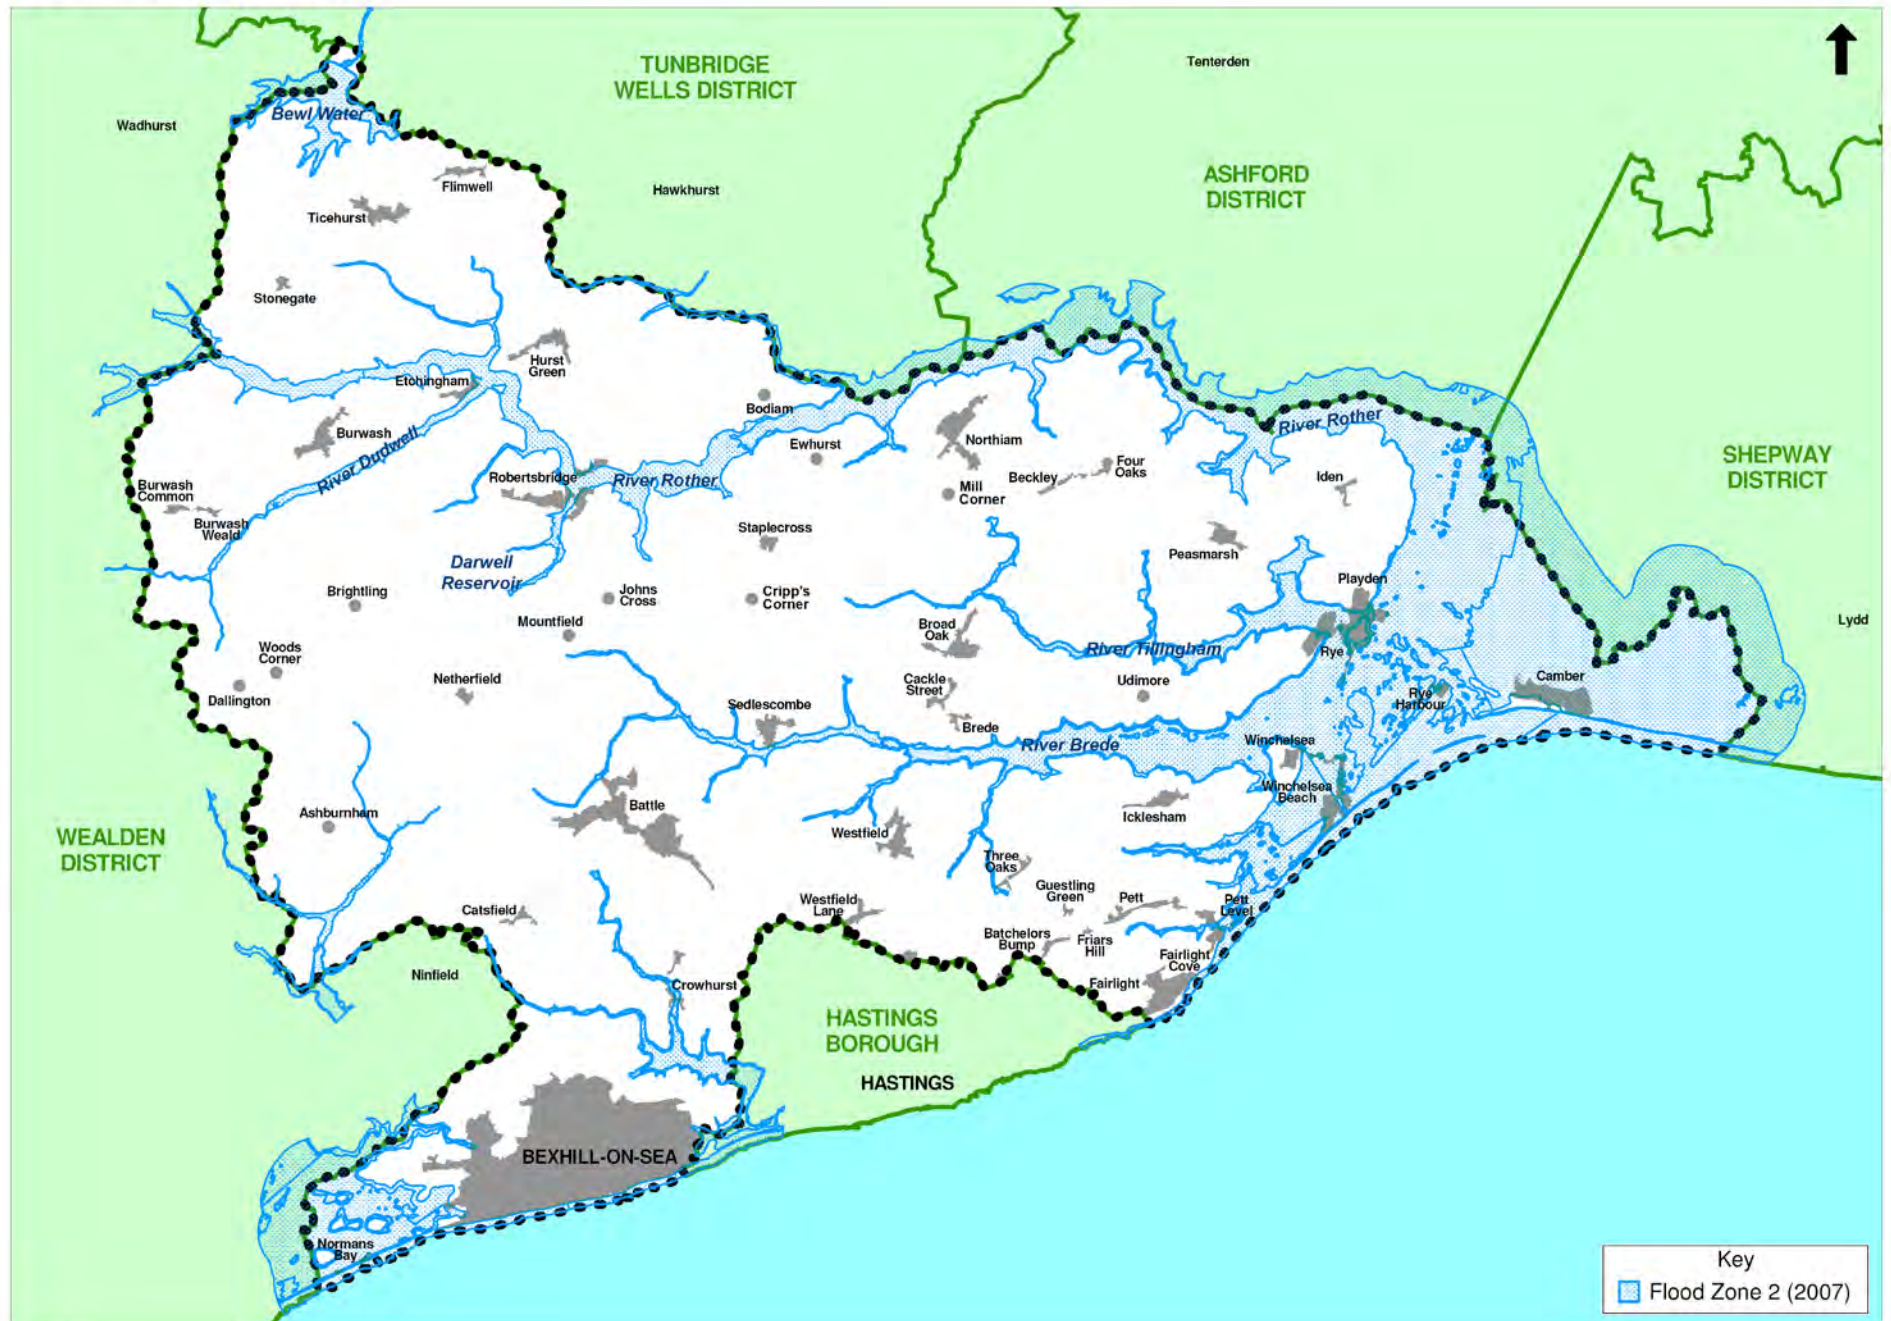 TUNBRIDGE
WELLS DISTRICT
Tenterden
Bewl Water
Wadhurst
ASHFORD
DISTRICT
Flimwell
Hawkhurst
Ticehurst
Stonegate
Hurst
Green
Etchingham
Bodiam
River Rother
Burwash
Northiam
Ewhurst
River Dudwell
Four
Oaks
SHEPWAY
DISTRICT
Robertsbridge
River Rother
Beckley
Iden
Burwash
Common
Mill
Corner
Burwash
Weald
Staplecross
Peasmarsh
Darwell
Reservoir
Playden
Brightling
Johns
Cross
Cripp's
Corner
Mountfield
Broad
Oak
Lydd
Woods
Corner
River Tillingham
Rye
Netherfield
Cackle
Street
Udimore
Camber
Dallington
Rye
Harbour
Sedlescombe
Brede
River Brede
Winchelsea
Winchelsea
Beach
Battle
Ashburnham
Icklesham
WEALDEN
DISTRICT
Westfield
Three
Oaks
Guestling
Green
Pett
Pett
Level
Westfield
Lane
Catsfield
Batchelors
Bump
Friars
Hill
Fairlight
Cove
Ninfield
Crowhurst
Fairlight
HASTINGS
BOROUGH
HASTINGS
BEXHILL-ON-SEA
Normans
Bay
Key
Flood Zone 2 (2007)